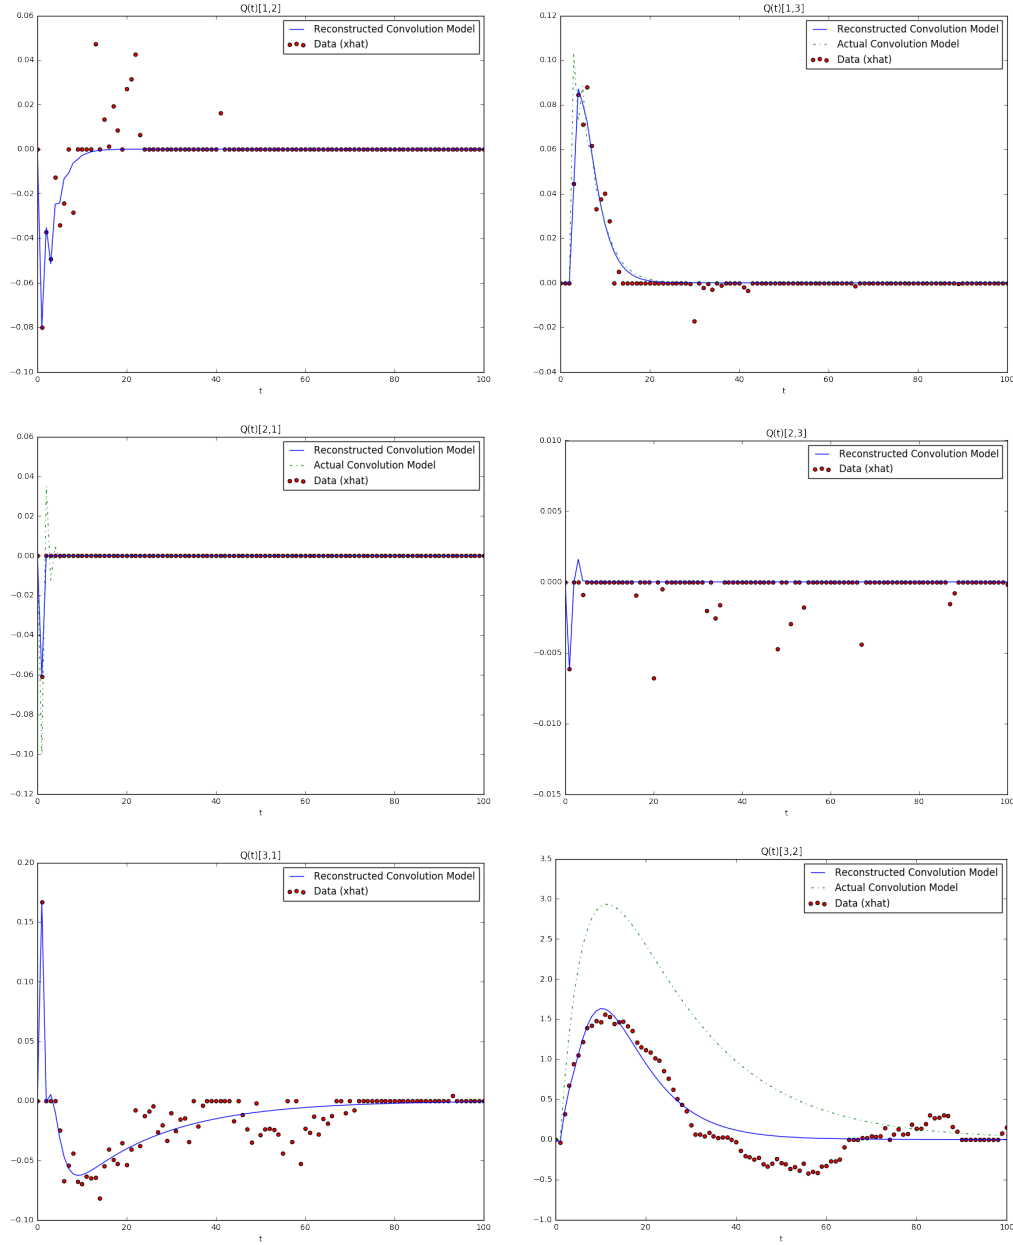 Q(t)[1,2]
Reconstructed Convolution Model
Data (xhat)
0.06
0.04
0.02
0.00
−0.02
−0.04
−0.06
−0.08
−0.10
0 20 40 60 80 100
t
Q(t)[1,3]
Reconstructed Convolution Model
Actual Convolution Model
Data (xhat)
0.12
0.10
0.08
0.06
0.04
0.02
0.00
−0.02
−0.04
0 20 40 60 80 100
t
Q(t)[2,1]
Reconstructed Convolution Model
Actual Convolution Model
Data (xhat)
0.06
0.04
0.02
0.00
−0.02
−0.04
−0.06
−0.08
−0.10
−0.12
0 20 40 60 80 100
t
Q(t)[2,3]
Reconstructed Convolution Model
Data (xhat)
0.010
0.005
0.000
−0.005
−0.010
−0.015
0 20 40 60 80 100
t
Q(t)[3,1]
Reconstructed Convolution Model
Data (xhat)
0.20
0.15
0.10
0.05
0.00
−0.05
−0.10
0 20 40 60 80 100
t
Q(t)[3,2]
Reconstructed Convolution Model
Actual Convolution Model
Data (xhat)
3.5
3.0
2.5
2.0
1.5
1.0
0.5
0.0
−0.5
−1.0
0 20 40 60 80 100
t